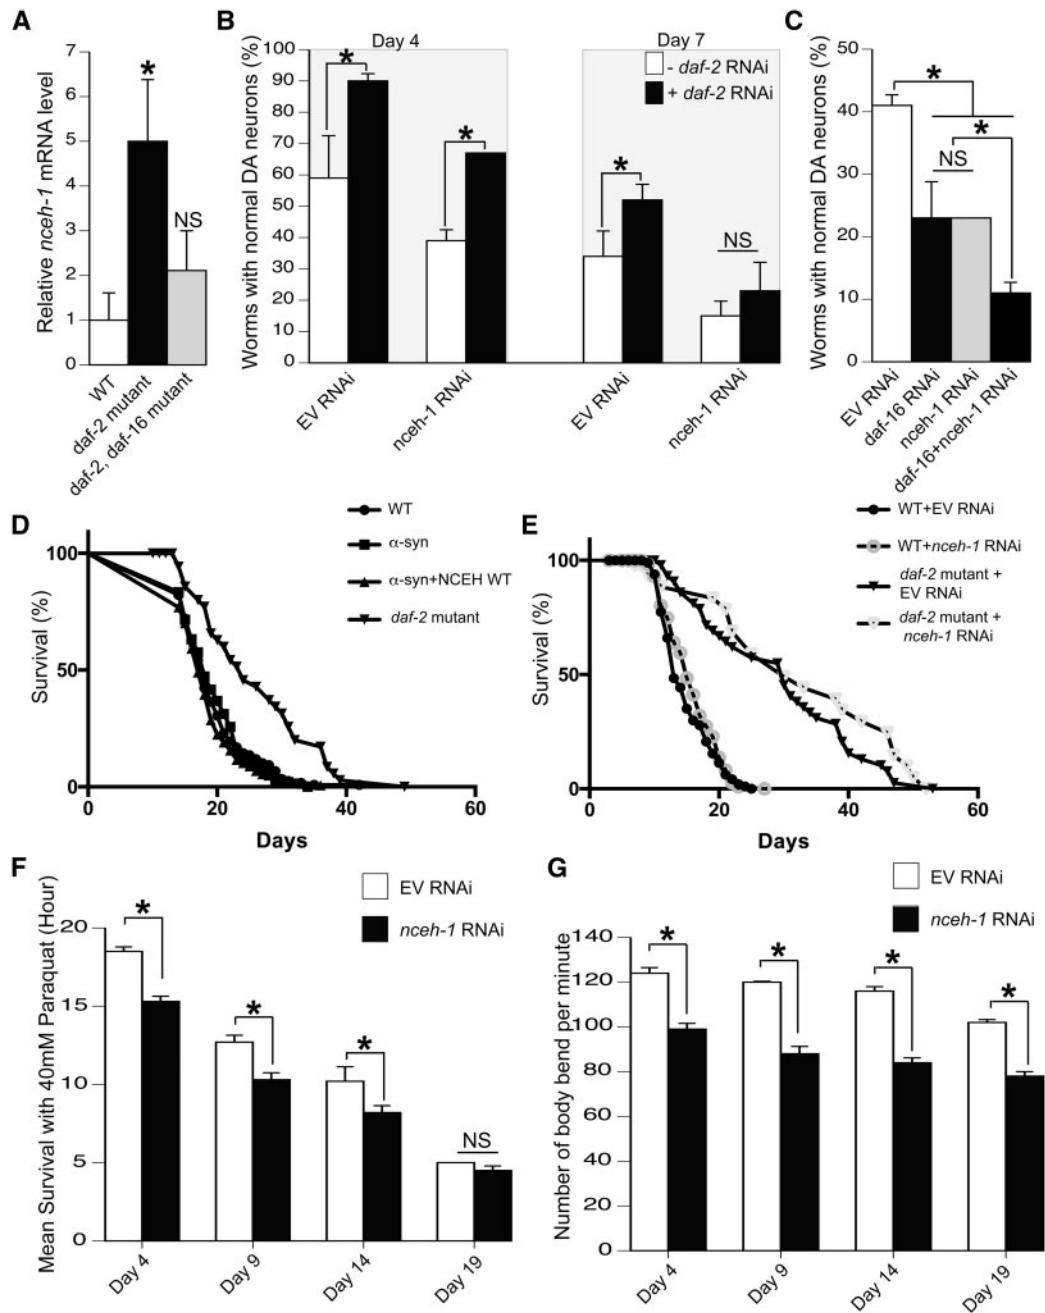 A
Relative nceh-1 mRNA level
7
6
5
4
3
2
1
0
*
NS
WT
daf-2 mutant
daf-2, daf-16 mutant
B
Worms with normal DA neurons (%)
100
90
80
70
60
50
40
30
20
10
0
Day 4
*
*
EV RNAi
nceh-1 RNAi
Day 7
- daf-2 RNAi
+ daf-2 RNAi
*
NS
EV RNAi
nceh-1 RNAi
C
Worms with normal DA neurons (%)
50
40
30
20
10
0
*
*
NS
EV RNAi
daf-16 RNAi
nceh-1 RNAi
daf-16+nceh-1 RNAi
D
Survival (%)
100
50
0
0
20
40
60
Days
WT
α-syn
α-syn+NCEH WT
daf-2 mutant
E
Survival (%)
100
50
0
0
20
40
60
Days
WT+EV RNAi
WT+nceh-1 RNAi
daf-2 mutant +
EV RNAi
daf-2 mutant +
nceh-1 RNAi
F
Mean Survival with 40mM Paraquat (Hour)
20
15
10
5
0
EV RNAi
nceh-1 RNAi
*
*
*
NS
Day 4
Day 9
Day 14
Day 19
G
Number of body bend per minute
140
120
100
80
60
40
20
0
EV RNAi
nceh-1 RNAi
*
*
*
*
Day 4
Day 9
Day 14
Day 19